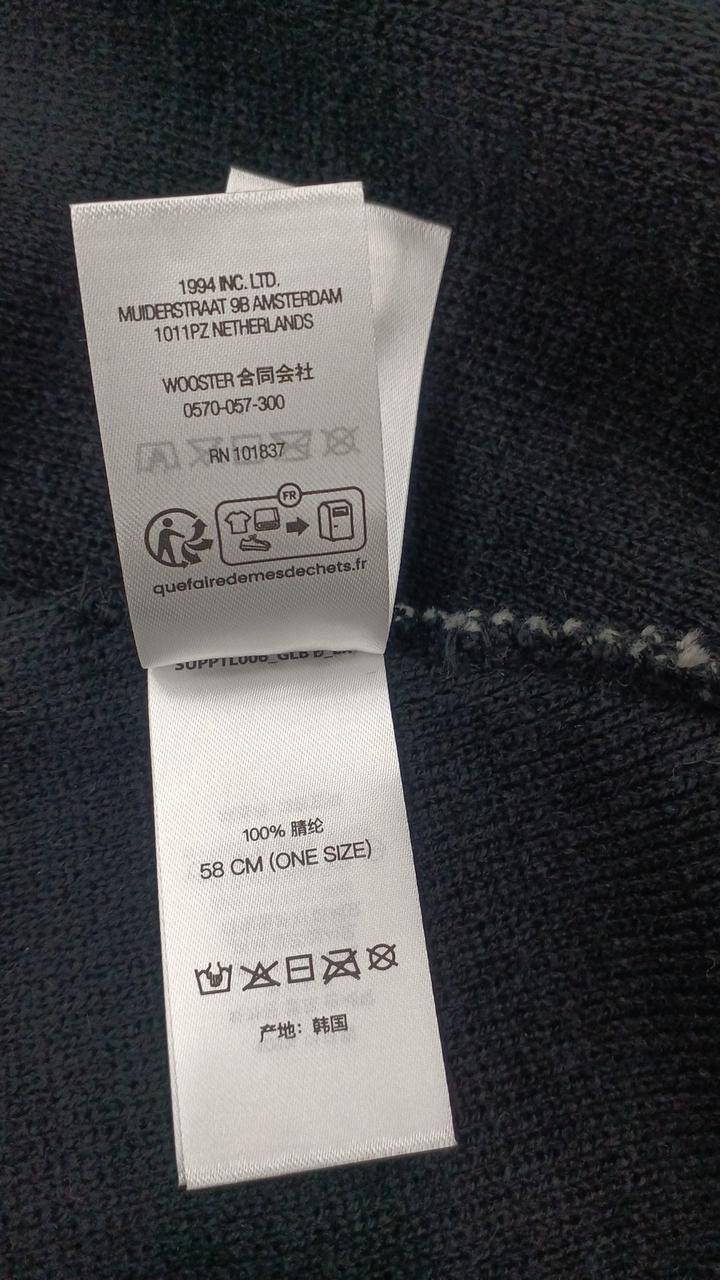 1994 INC. LTD.
MUIDERSTRAAT 9B AMSTERDAM
1011PZ NETHERLANDS
WOOSTER 合同会社
0570-057-300
RN 101837
FR
quefairedemesdechets.fr
100% 腈纶
58 CM (ONE SIZE)
产地：韩国